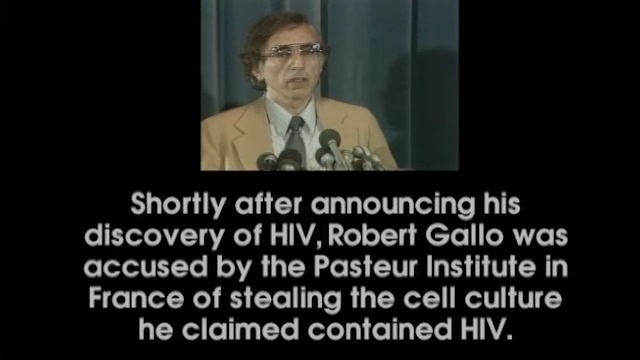 Shortly after announcing his
discovery of HIV, Robert Gallo was
accused by the Pasteur Institute in
France of stealing the cell culture
he claimed contained HIV.